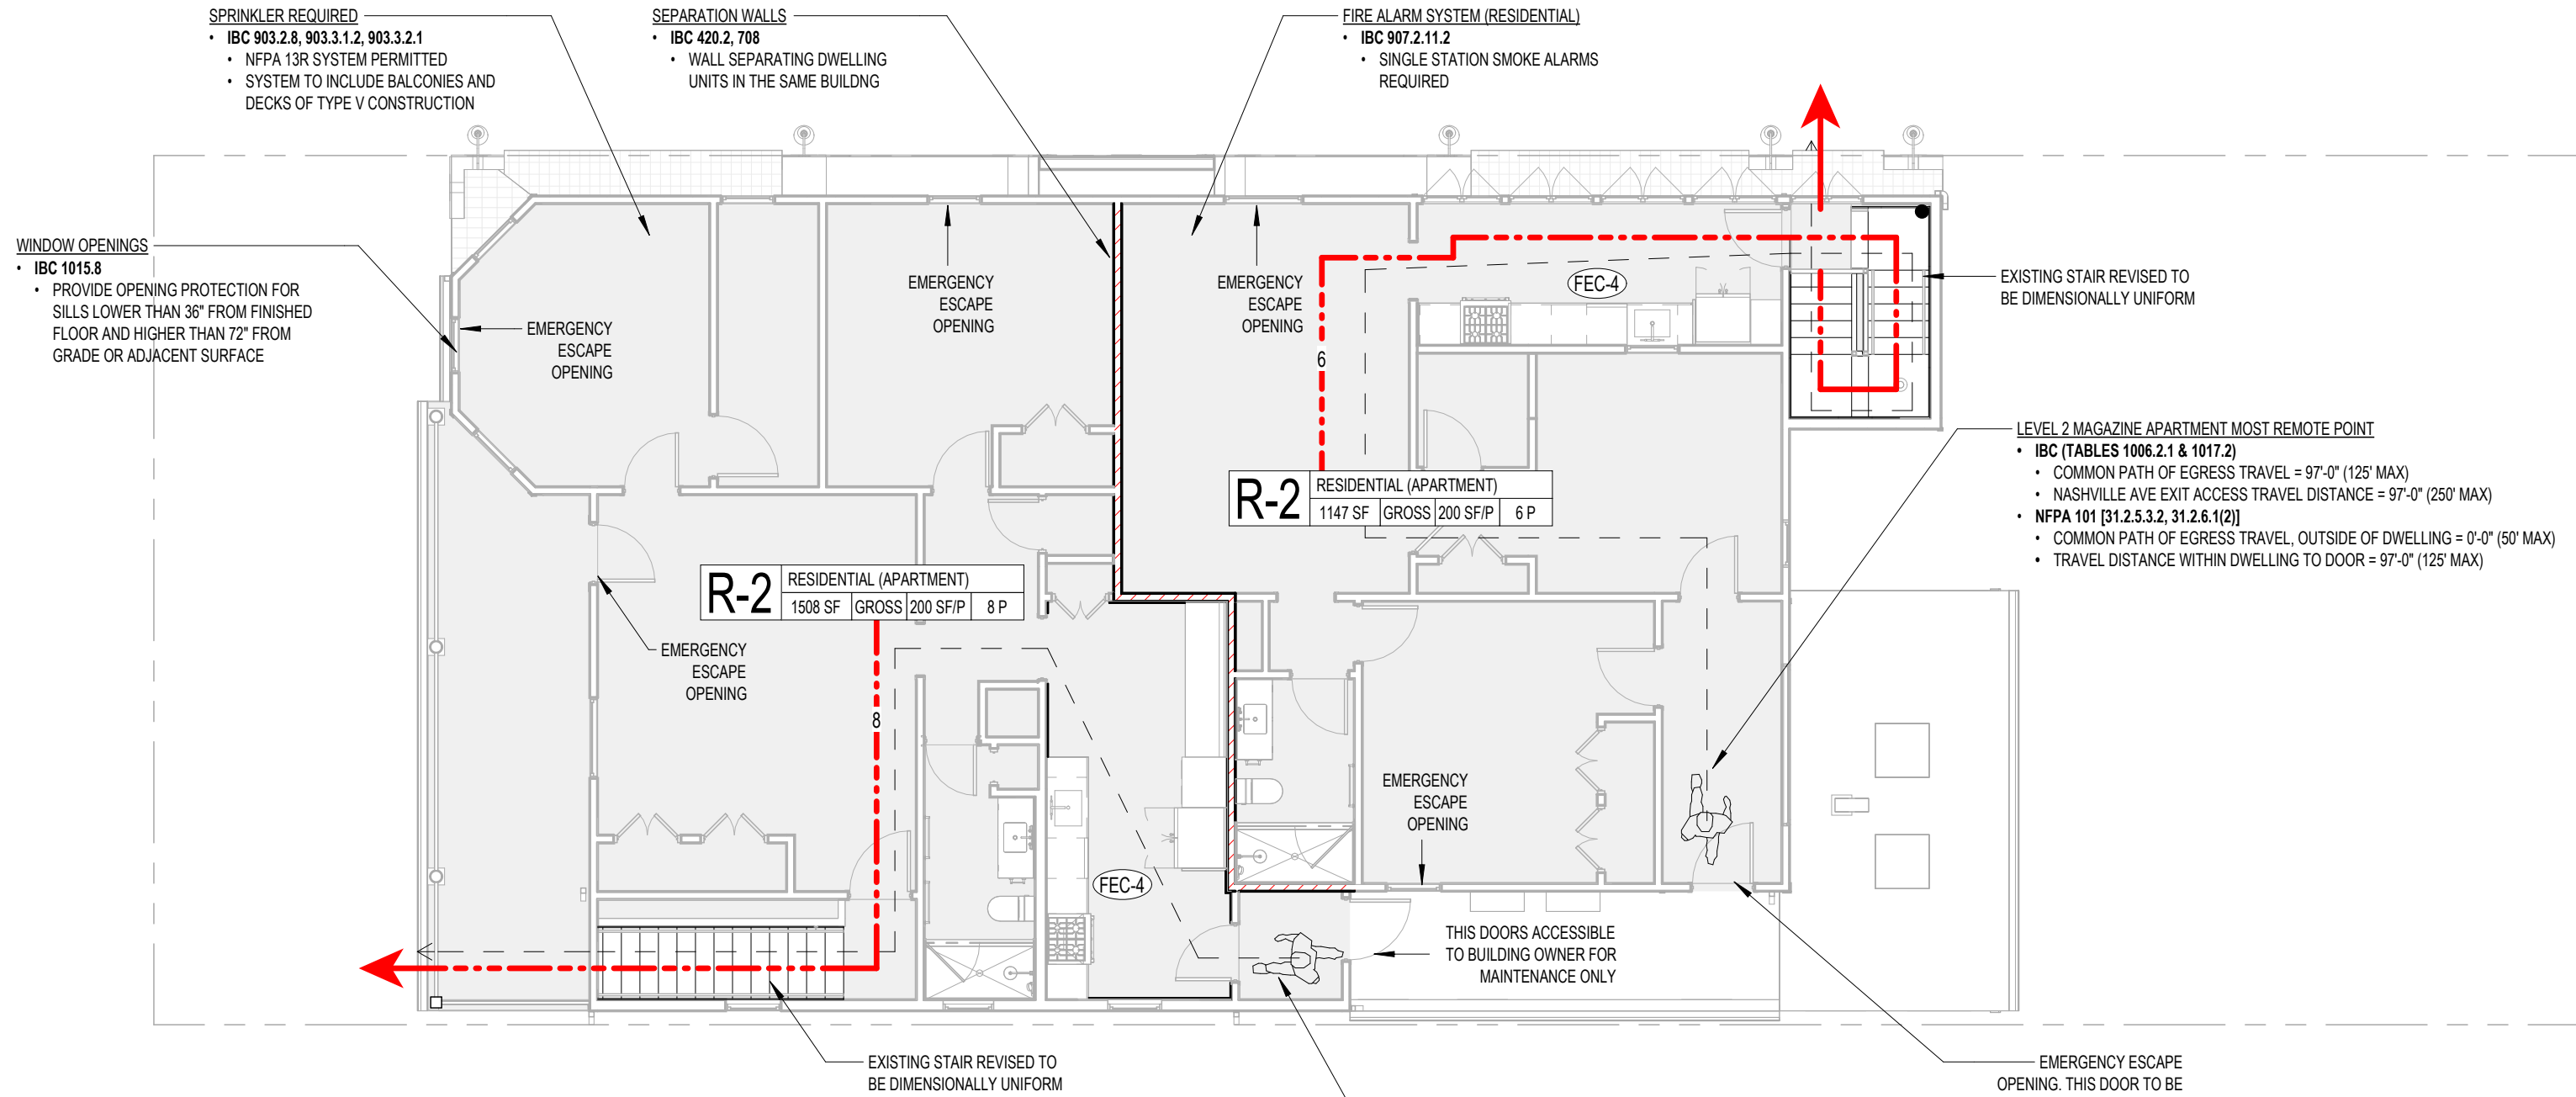 SPRINKLER REQUIRED
• IBC 903.2.8, 903.3.1.2, 903.3.2.1
• NFPA 13R SYSTEM PERMITTED
• SYSTEM TO INCLUDE BALCONIES AND
DECKS OF TYPE V CONSTRUCTION
SEPARATION WALLS
• IBC 420.2, 708
• WALL SEPARATING DWELLING
UNITS IN THE SAME BUILDNG
FIRE ALARM SYSTEM (RESIDENTIAL)
• IBC 907.2.11.2
• SINGLE STATION SMOKE ALARMS
REQUIRED
WINDOW OPENINGS
• IBC 1015.8
• PROVIDE OPENING PROTECTION FOR
SILLS LOWER THAN 36" FROM FINISHED
FLOOR AND HIGHER THAN 72" FROM
GRADE OR ADJACENT SURFACE
EMERGENCY
ESCAPE
OPENING
EMERGENCY
ESCAPE
OPENING
EMERGENCY
ESCAPE
OPENING
FEC-4
6
EXISTING STAIR REVISED TO
BE DIMENSIONALLY UNIFORM
LEVEL 2 MAGAZINE APARTMENT MOST REMOTE POINT
• IBC (TABLES 1006.2.1 & 1017.2)
• COMMON PATH OF EGRESS TRAVEL = 97'-0" (125' MAX)
• NASHVILLE AVE EXIT ACCESS TRAVEL DISTANCE = 97'-0" (250' MAX)
• NFPA 101 [31.2.5.3.2, 31.2.6.1(2)]
• COMMON PATH OF EGRESS TRAVEL, OUTSIDE OF DWELLING = 0'-0" (50' MAX)
• TRAVEL DISTANCE WITHIN DWELLING TO DOOR = 97'-0" (125' MAX)
R-2 RESIDENTIAL (APARTMENT)
1147 SF GROSS 200 SF/P 6 P
R-2 RESIDENTIAL (APARTMENT)
1508 SF GROSS 200 SF/P 8 P
EMERGENCY
ESCAPE
OPENING
8
EMERGENCY
ESCAPE
OPENING
FEC-4
THIS DOORS ACCESSIBLE
TO BUILDING OWNER FOR
MAINTENANCE ONLY
EXISTING STAIR REVISED TO
BE DIMENSIONALLY UNIFORM
EMERGENCY ESCAPE
OPENING. THIS DOOR TO BE